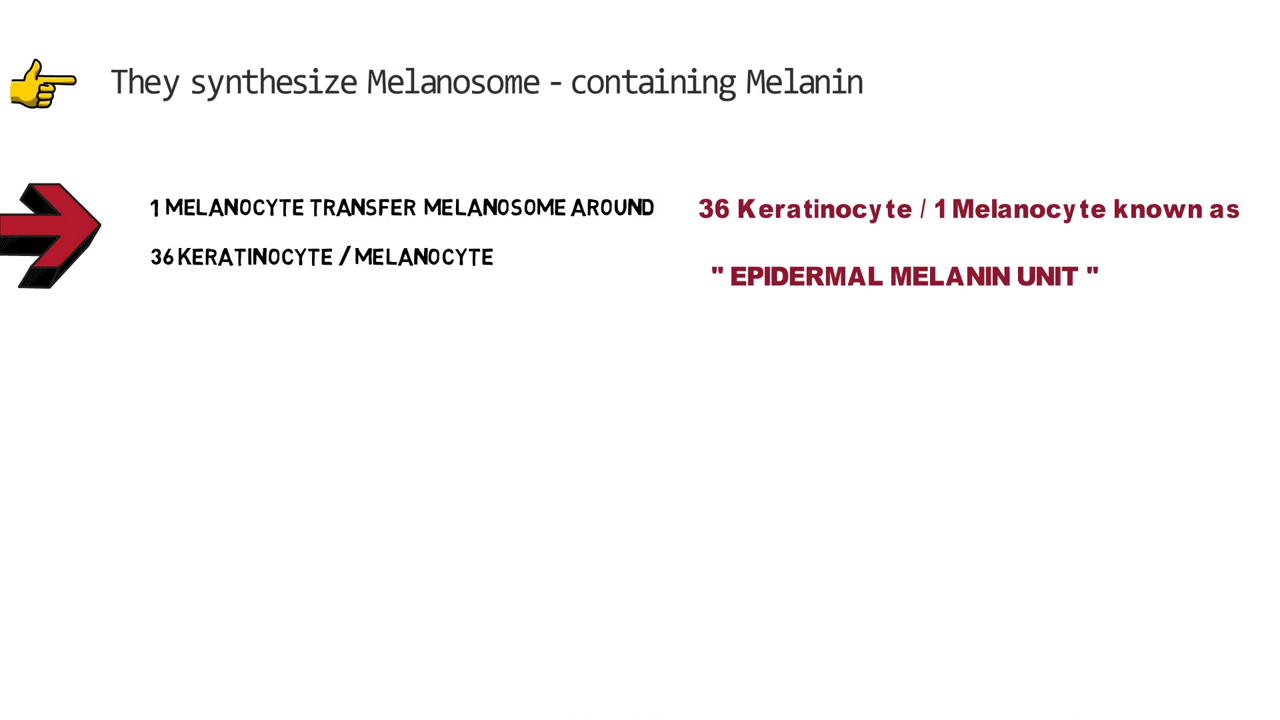 They synthesize Melanosome - containing Melanin
1 MELANOCYTE TRANSFER MELANOSOME AROUND
36 KERATINOCYTE / MELANOCYTE
36 Keratinocyte / 1 Melanocyte known as
" EPIDERMAL MELANIN UNIT "